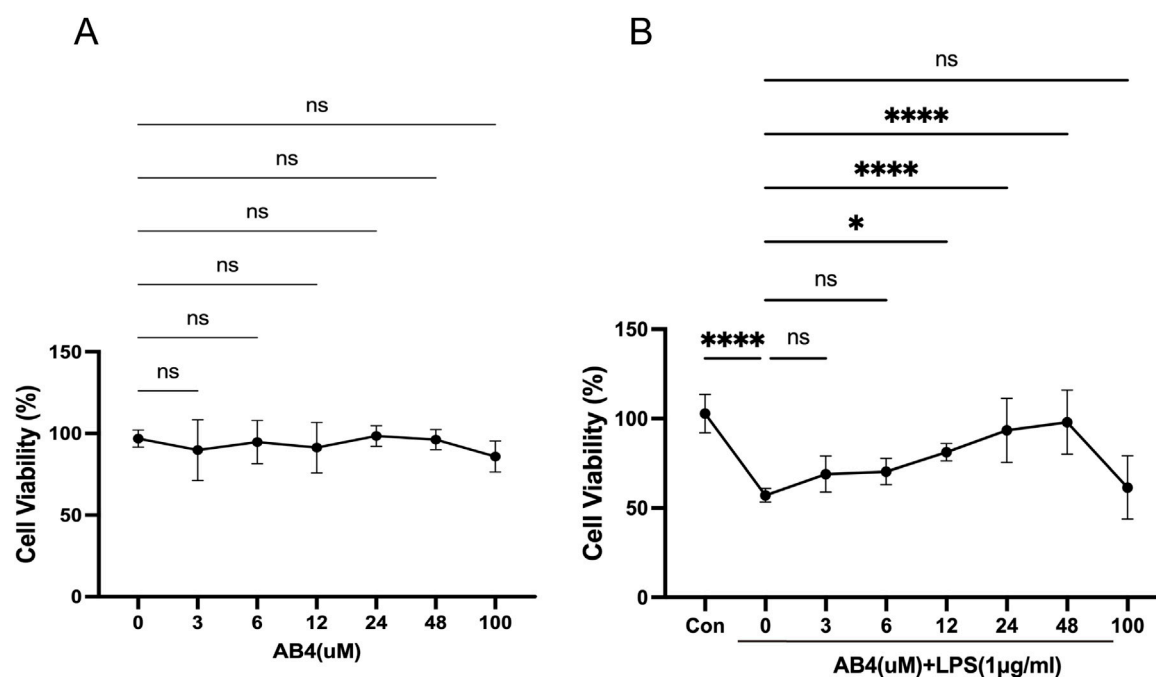 A
ns
ns
ns
ns
ns
ns
150
100
50
0
Cell Viability (%)
0 3 6 12 24 48 100
AB4(uM)
B
ns
****
****
*
ns
**** ns
150
100
50
0
Cell Viability (%)
Con 0 3 6 12 24 48 100
AB4(uM)+LPS(1μg/ml)